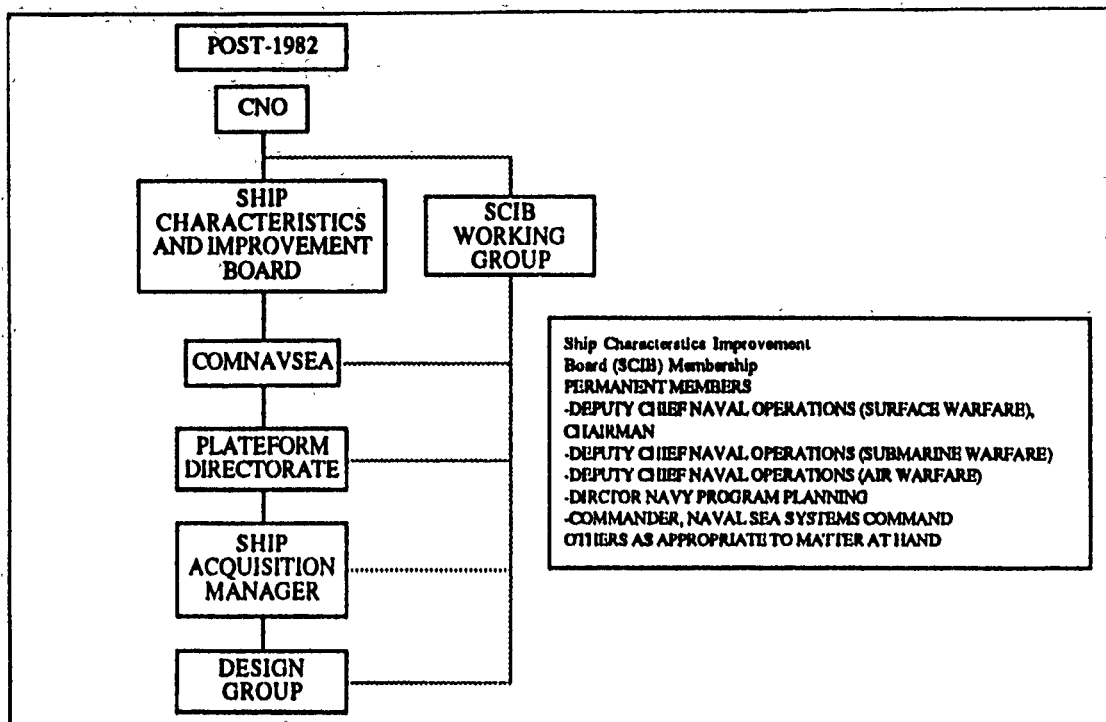 POST-1982
CNO
SHIP
CHARACTERISTICS
AND IMPROVEMENT
BOARD
SCIB
WORKING
GROUP
COMNAVSEA
PLATEFORM
DIRECTORATE
SHIP
ACQUISITION
MANAGER
DESIGN
GROUP
Ship Characterstics Improvement
Board (SCIB) Membership
PERMANENT MEMBERS
-DEPUTY CHIEF NAVAL OPERATIONS (SURFACE WARFARE),
CHAIRMAN
-DEPUTY CHIEF NAVAL OPERATIONS (SUBMARINE WARFARE)
-DEPUTY CHIEF NAVAL OPERATIONS (AIR WARFARE)
-DIRCTOR NAVY PROGRAM PLANNING
-COMMANDER, NAVAL SEA SYSTEMS COMMAND
OTHERS AS APPROPRIATE TO MATTER AT HAND